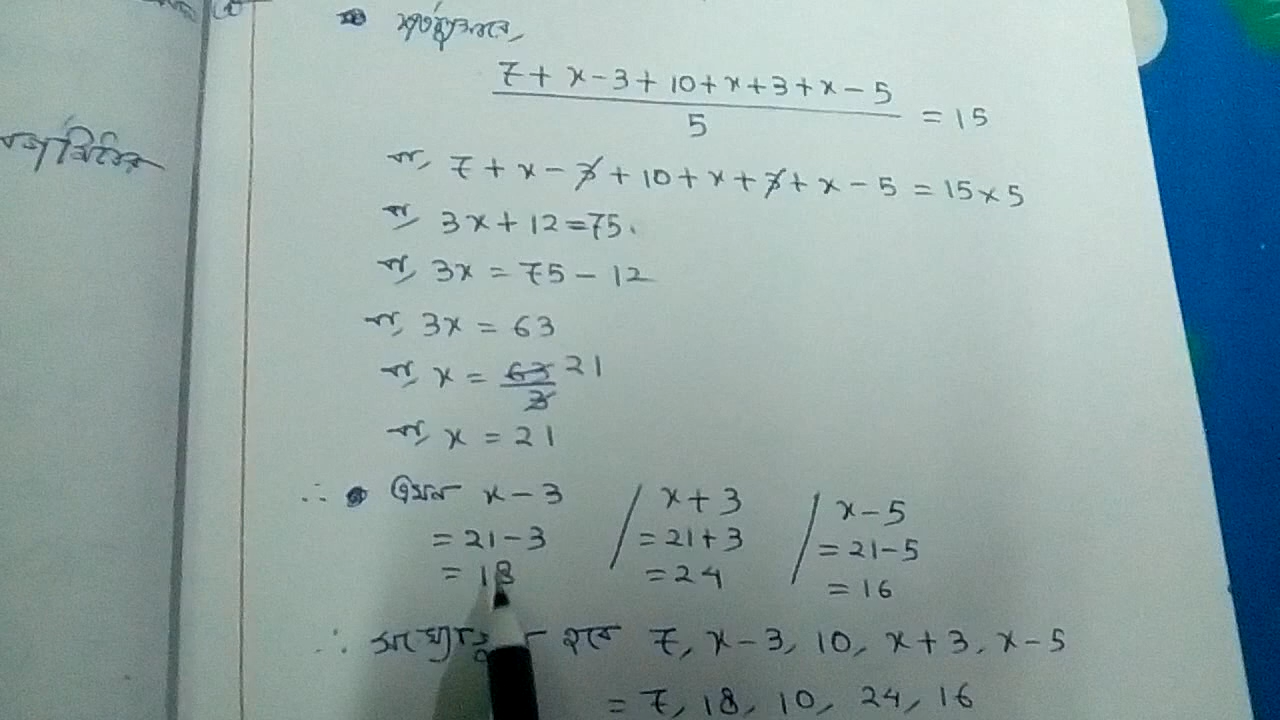 প্রশ্নানুসারে,
7 + x - 3 + 10 + x + 3 + x - 5
5
= 15
বা, 7 + x - 3 + 10 + x + 3 + x - 5 = 15 × 5
বা, 3x + 12 = 75.
বা, 3x = 75 - 12
বা, 3x = 63
বা, x = 63/3 21
বা, x = 21
∴ এখন x - 3 / x + 3 / x - 5
= 21 - 3 / = 21 + 3 / = 21 - 5
= 18 = 24 = 16
∴ হবে 7, x - 3, 10, x + 3, x - 5
= 7, 18, 10, 24, 16